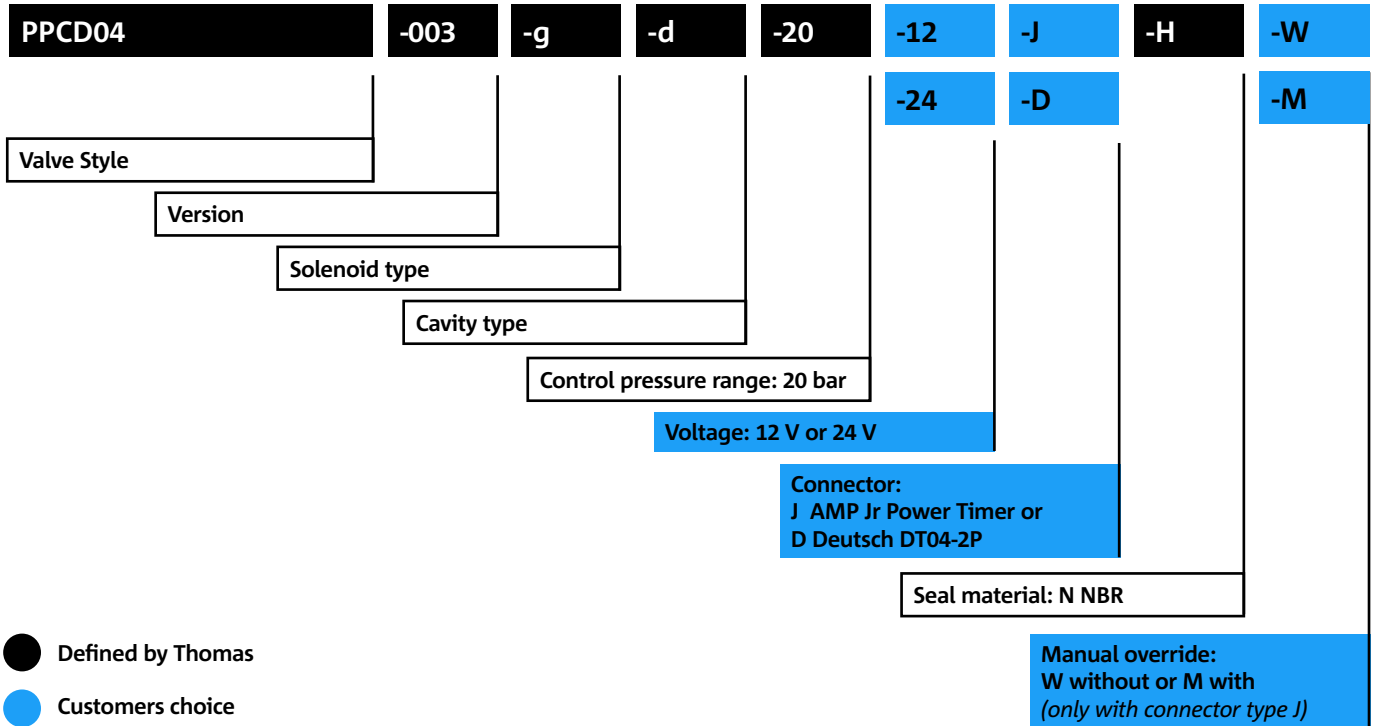 PPCD04 -003 -g -d -20 -12 -J -H -W
-24 -D -M
Valve Style
Version
Solenoid type
Cavity type
Control pressure range: 20 bar
Voltage: 12 V or 24 V
Connector:
J AMP Jr Power Timer or
D Deutsch DT04-2P
Seal material: N NBR
Defined by Thomas
Customers choice
Manual override:
W without or M with
(only with connector type J)